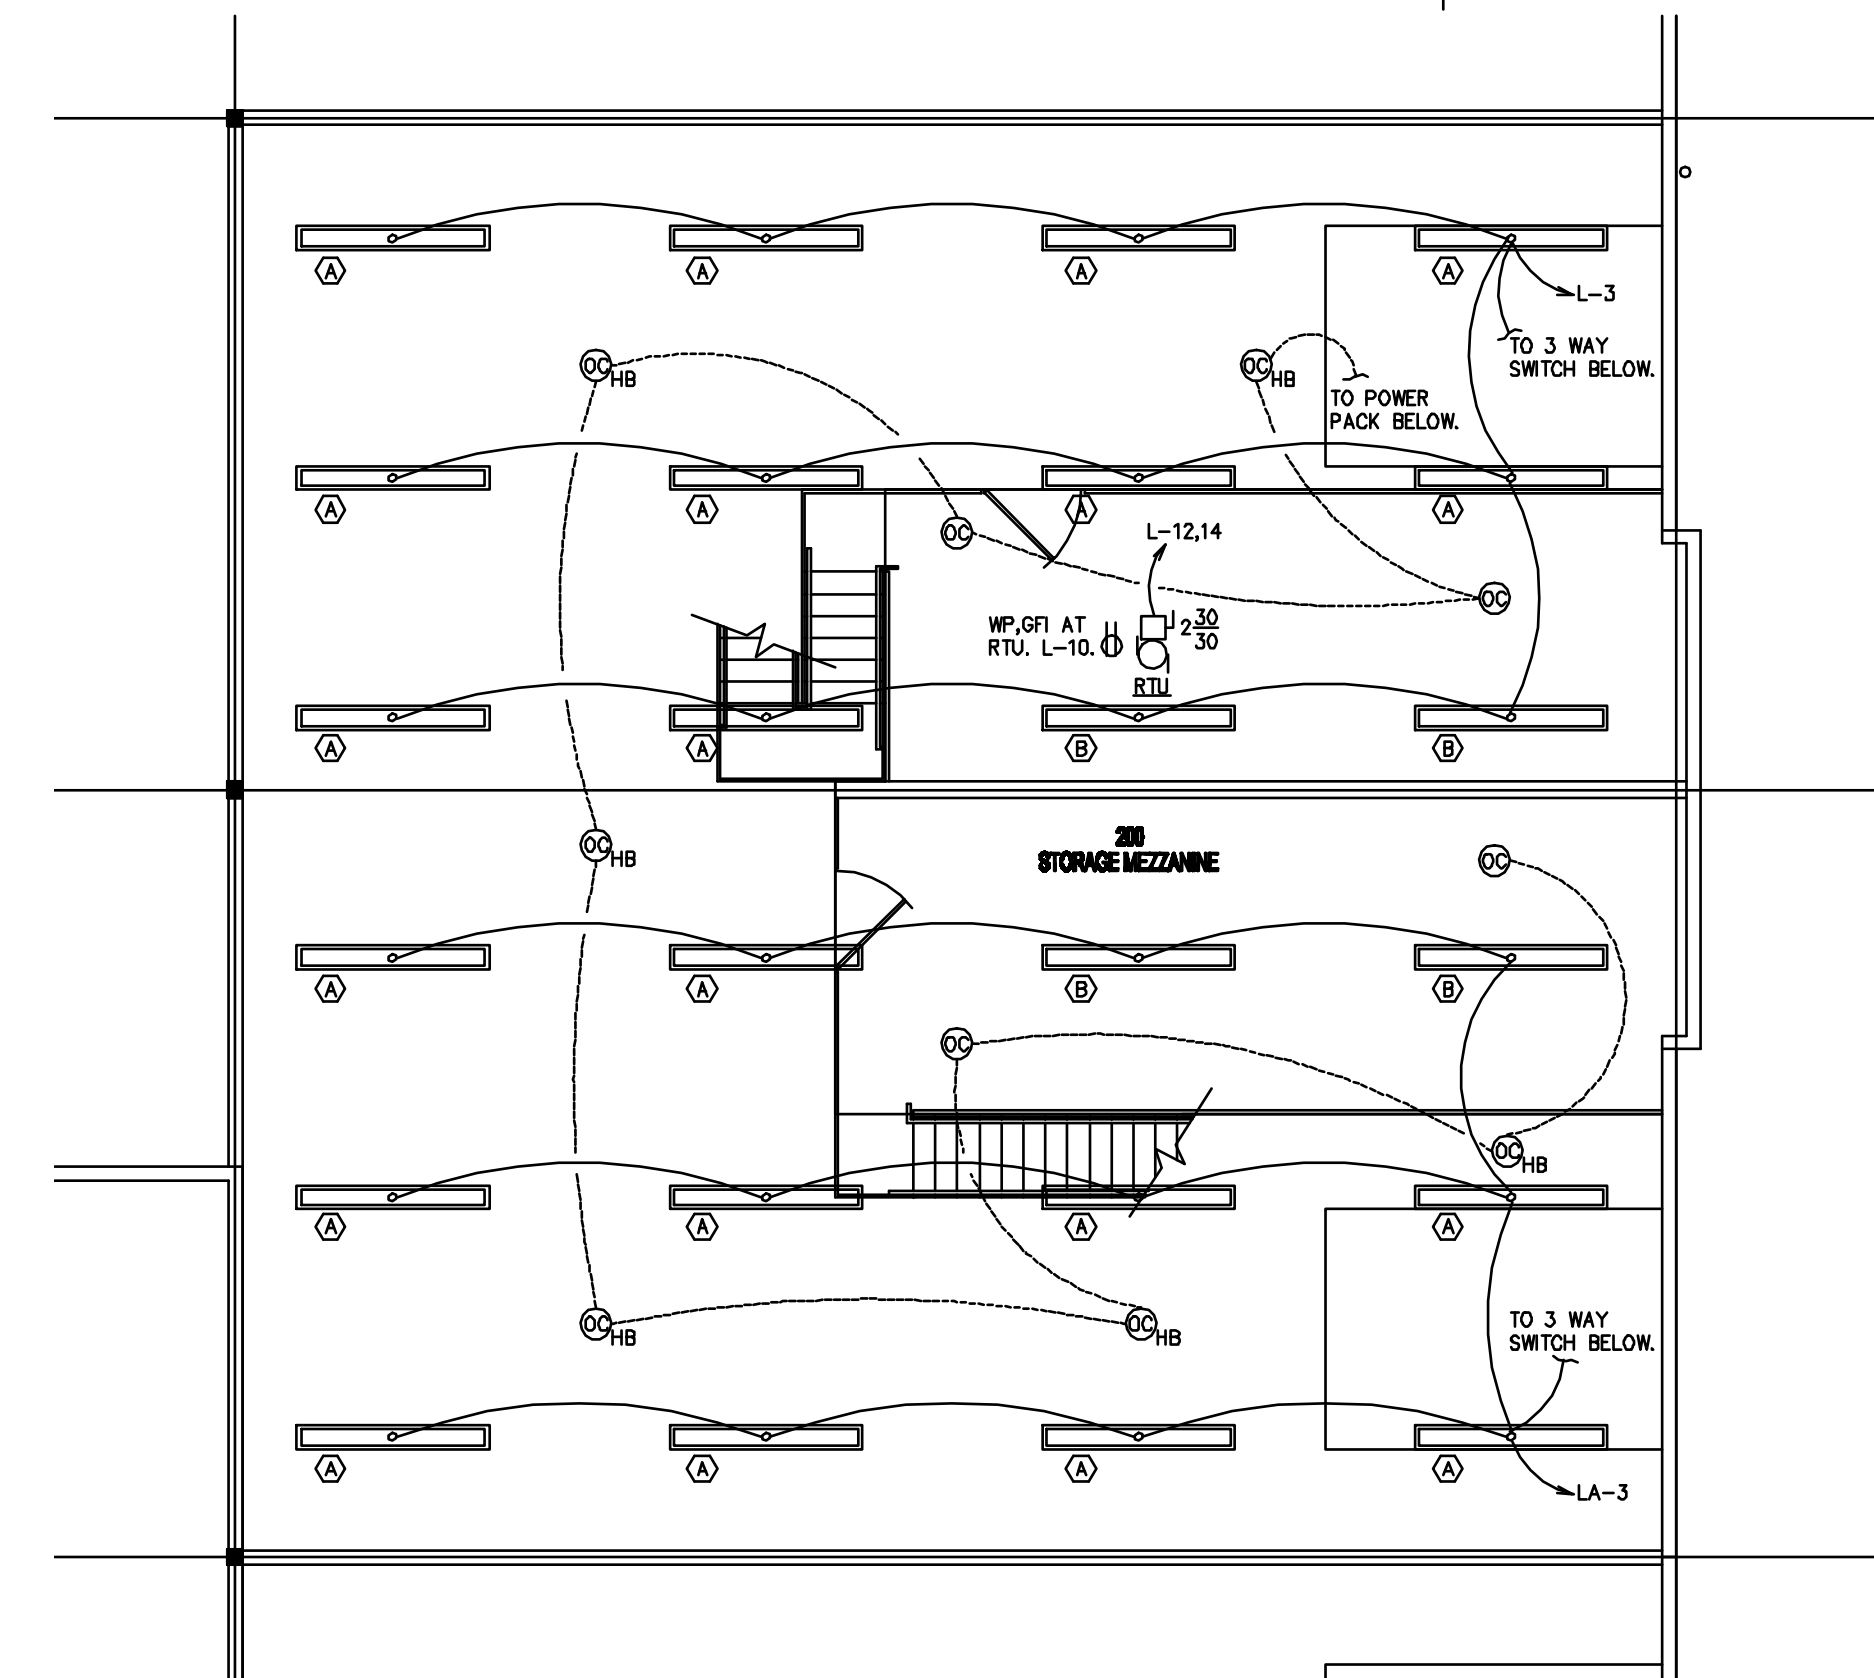 A A A A
L-3
TO 3 WAY
SWITCH BELOW.
OC HB
OC HB
TO POWER
PACK BELOW.
A A A A
OC
L-12,14
OC
WP,GFI AT
RTU. L-10.
2 30
30
RTU
A A B B
200
STORAGE MEZZANINE
OC HB
OC
A A B B
OC
OC HB
A A A A
OC HB
OC HB
TO 3 WAY
SWITCH BELOW.
A A A A
LA-3